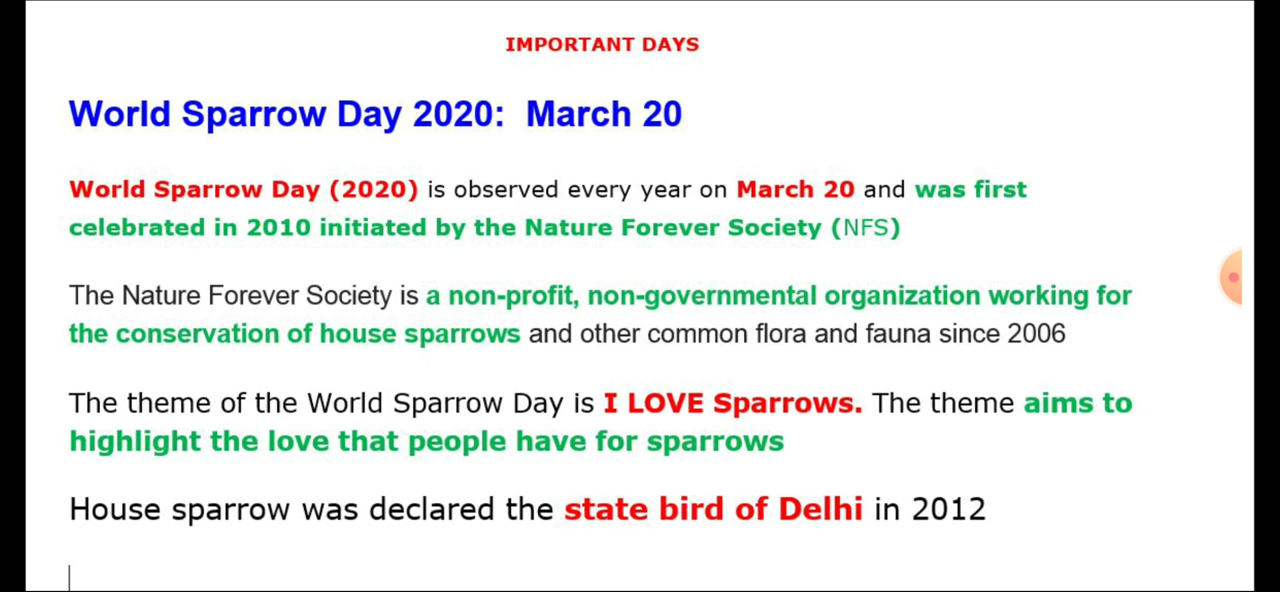 IMPORTANT DAYS
World Sparrow Day 2020:  March 20
World Sparrow Day (2020) is observed every year on March 20 and was first
celebrated in 2010 initiated by the Nature Forever Society (NFS)
The Nature Forever Society is a non-profit, non-governmental organization working for
the conservation of house sparrows and other common flora and fauna since 2006
The theme of the World Sparrow Day is I LOVE Sparrows. The theme aims to
highlight the love that people have for sparrows
House sparrow was declared the state bird of Delhi in 2012